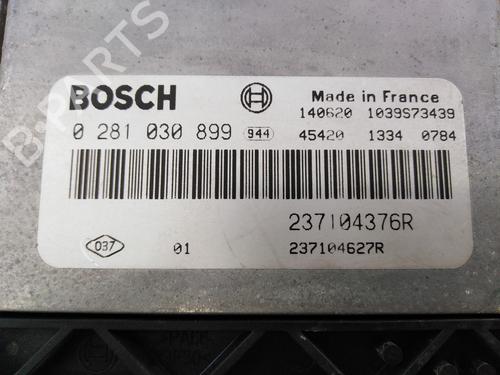 BOSCH
Made in France
140620 1039S73439
0 281 030 899 944 45420 1334 0784
237104376R
037 01 237104627R
B-PARTS